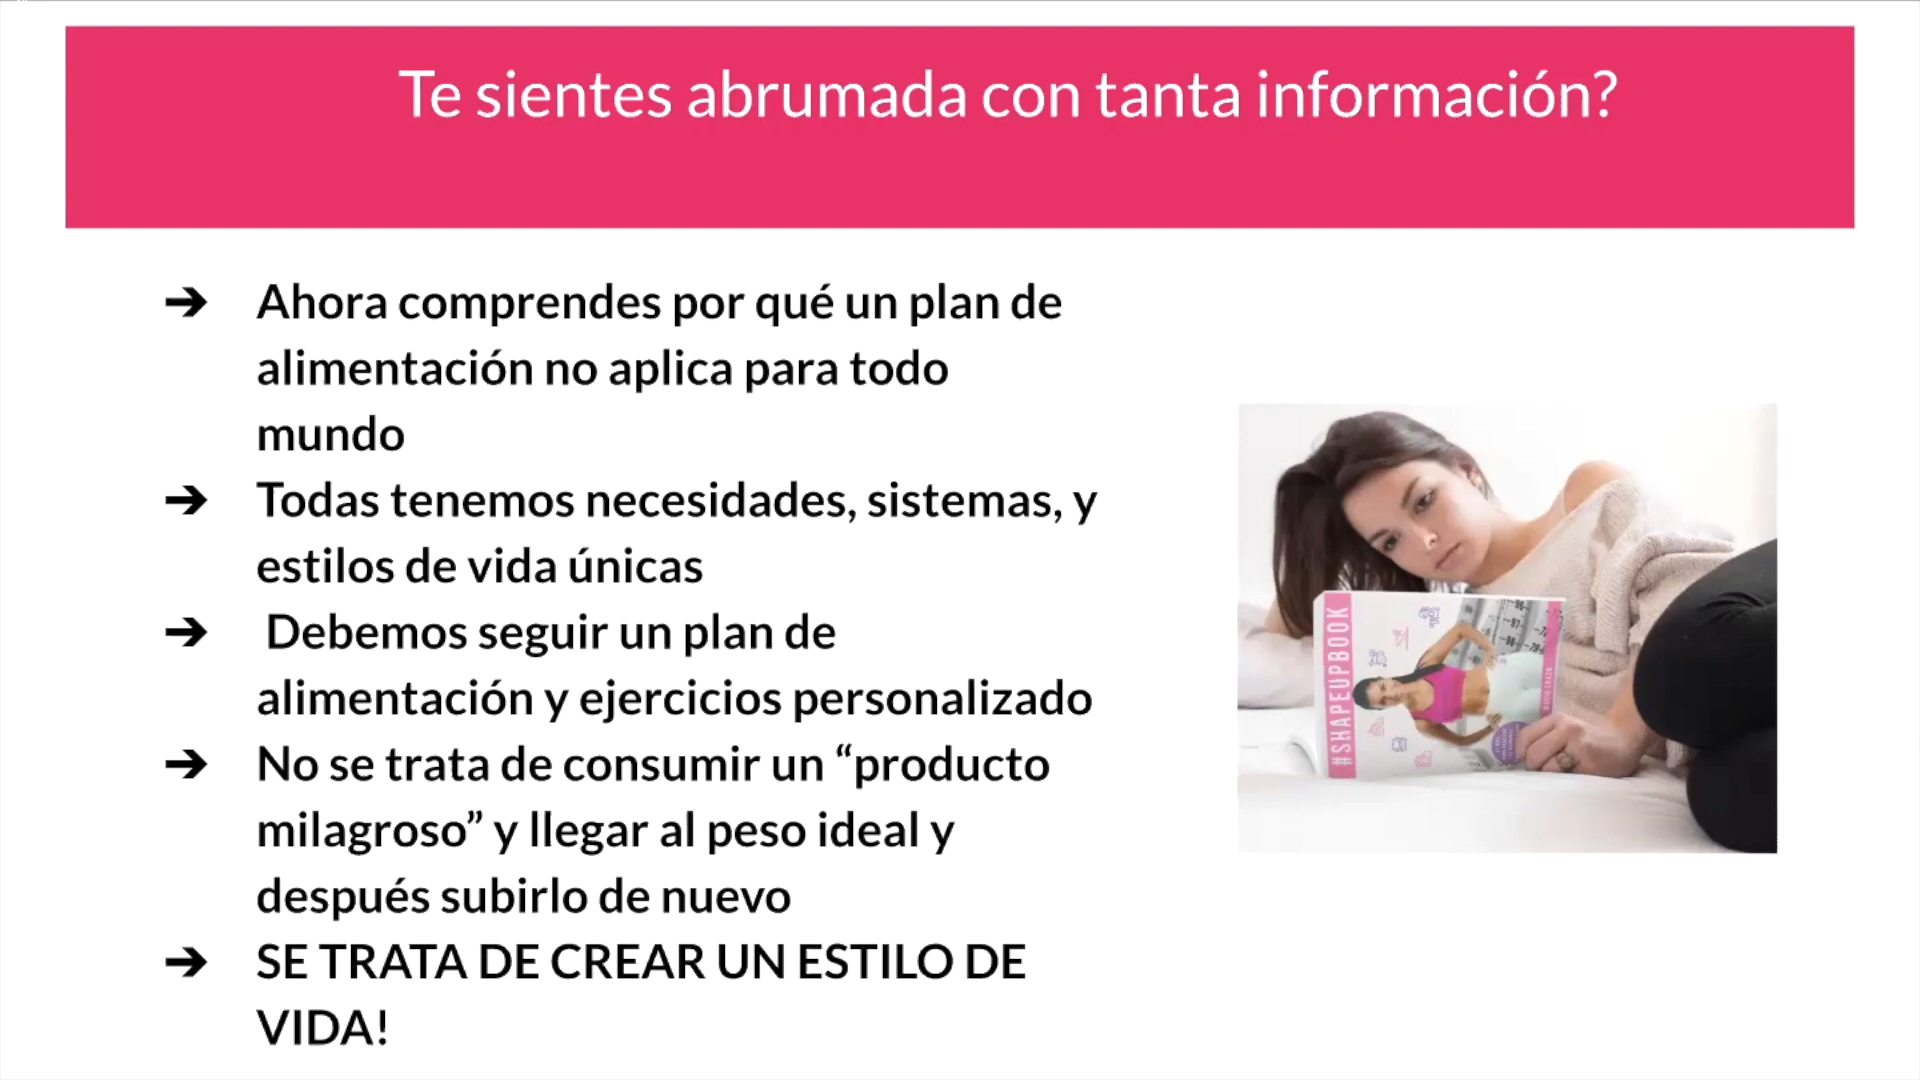 Te sientes abrumada con tanta información?
➔ Ahora comprendes por qué un plan de
alimentación no aplica para todo
mundo
➔ Todas tenemos necesidades, sistemas, y
estilos de vida únicas
➔ Debemos seguir un plan de
alimentación y ejercicios personalizado
➔ No se trata de consumir un “producto
milagroso” y llegar al peso ideal y
después subirlo de nuevo
➔ SE TRATA DE CREAR UN ESTILO DE
VIDA!
#SHAPEUPBOOK